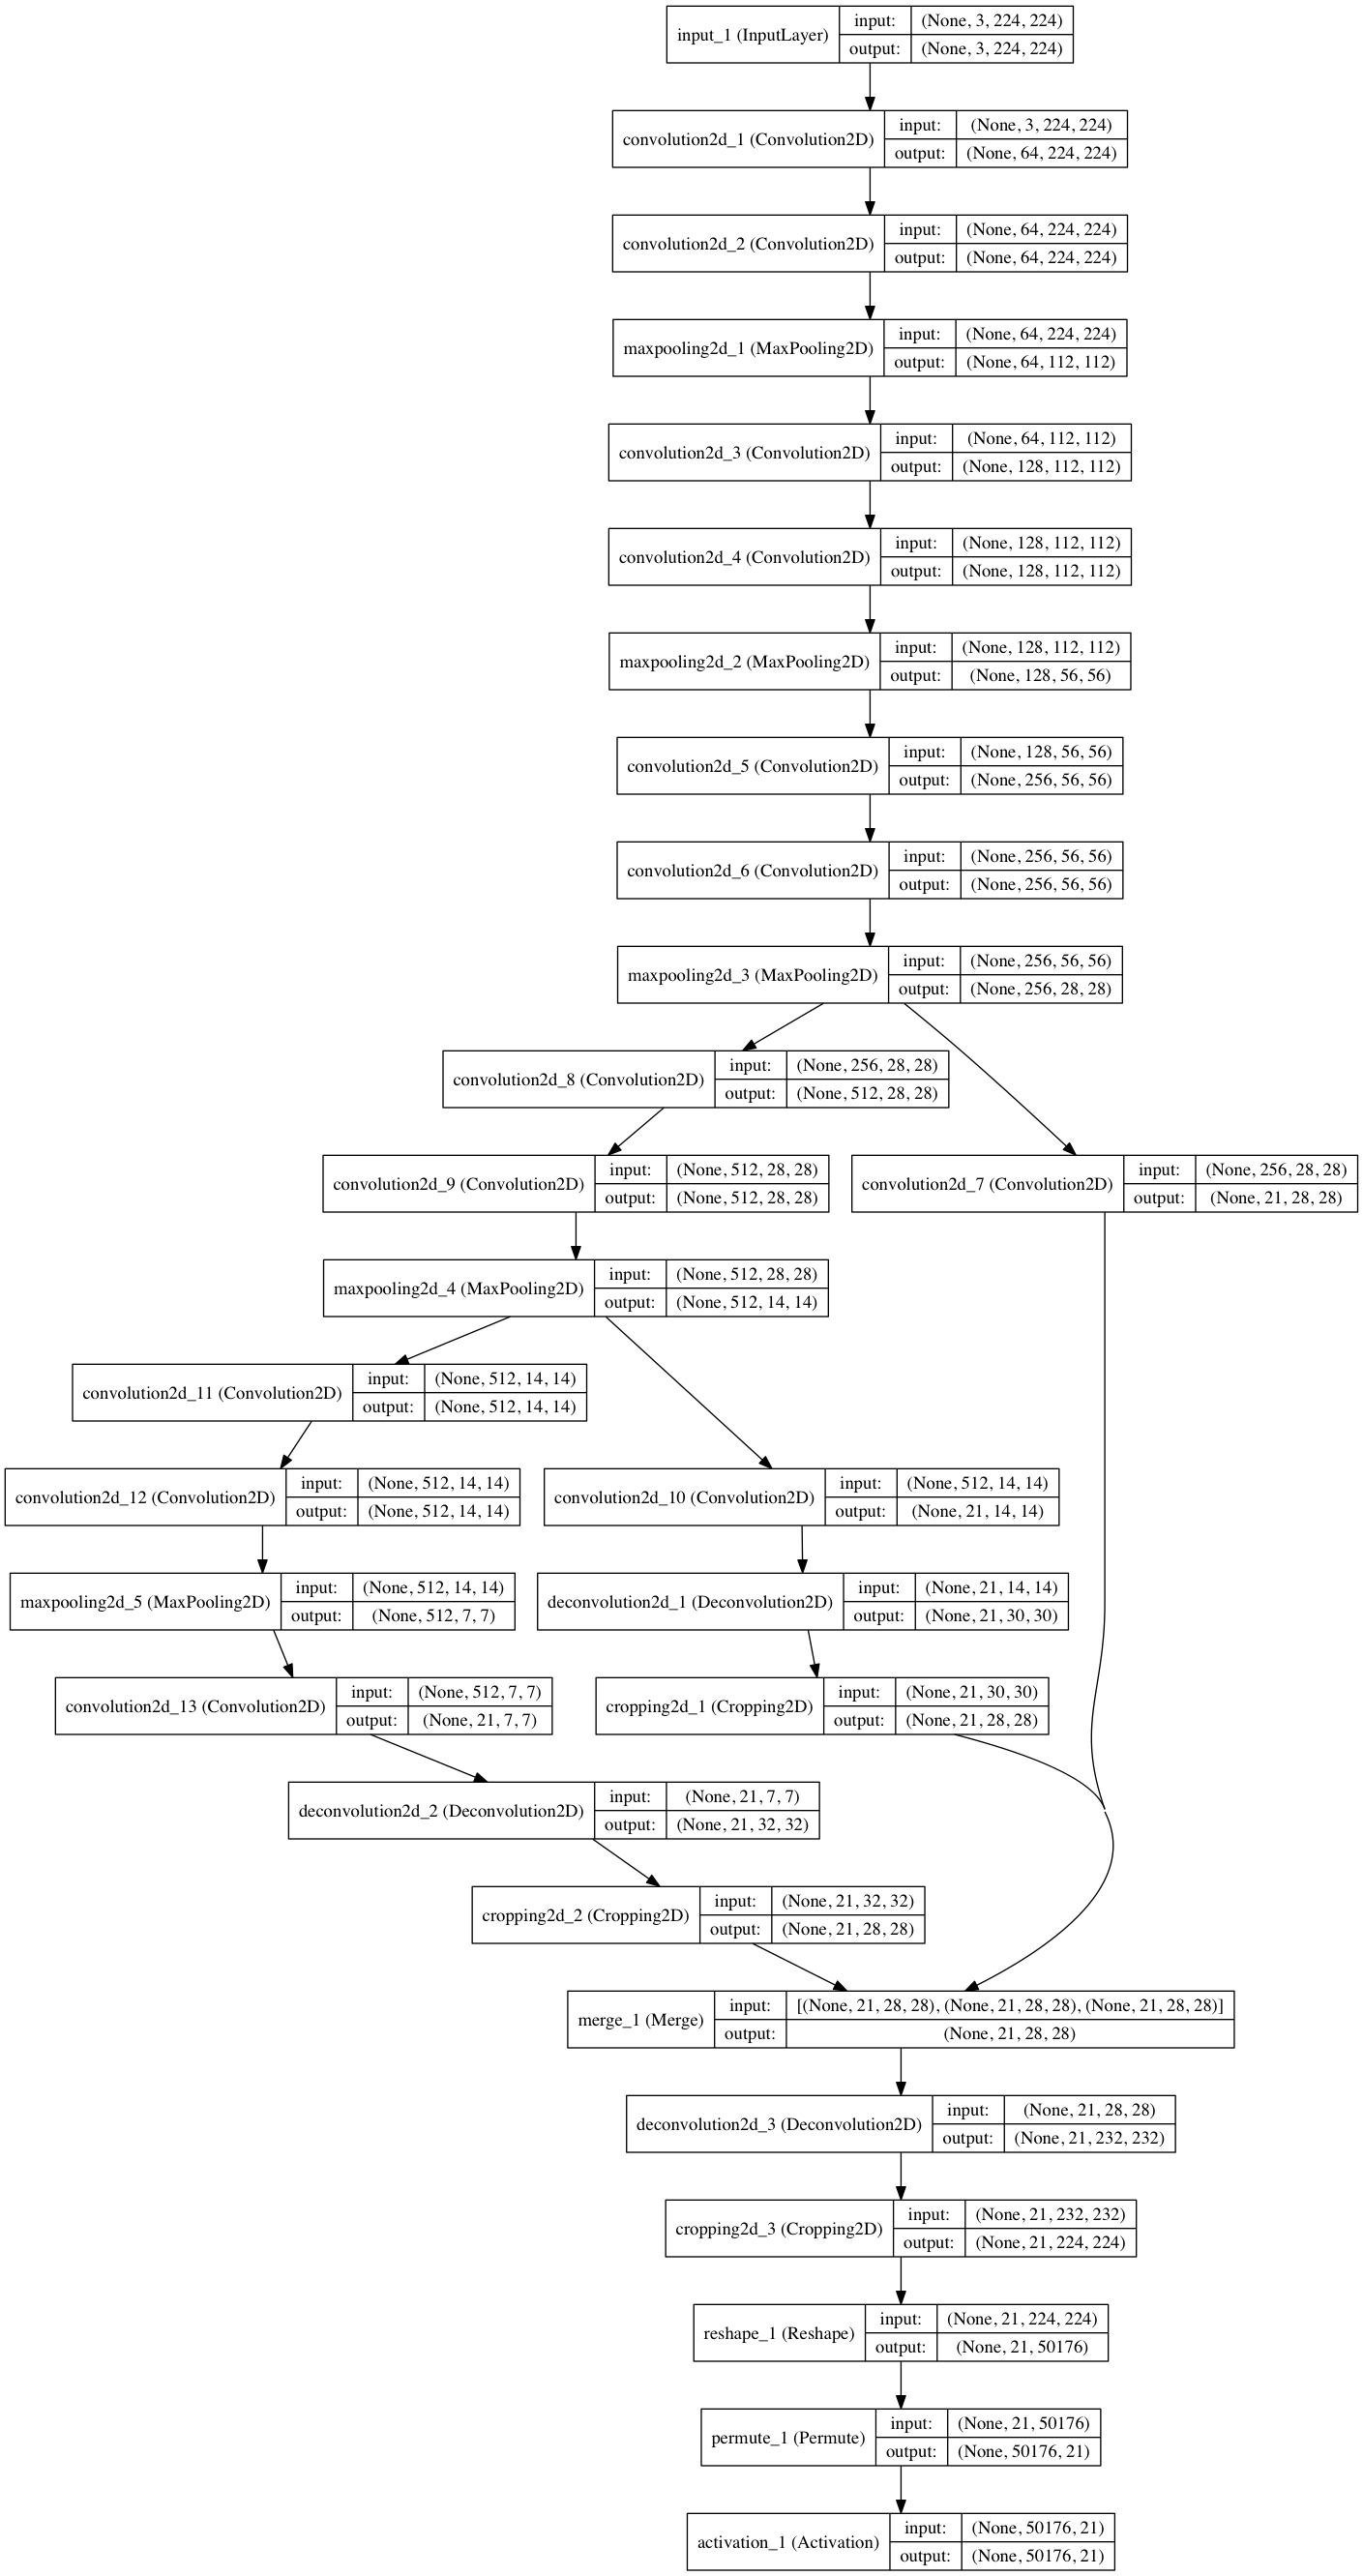 input_1 (InputLayer)
input: (None, 3, 224, 224)
output: (None, 3, 224, 224)
convolution2d_1 (Convolution2D)
input: (None, 3, 224, 224)
output: (None, 64, 224, 224)
convolution2d_2 (Convolution2D)
input: (None, 64, 224, 224)
output: (None, 64, 224, 224)
maxpooling2d_1 (MaxPooling2D)
input: (None, 64, 224, 224)
output: (None, 64, 112, 112)
convolution2d_3 (Convolution2D)
input: (None, 64, 112, 112)
output: (None, 128, 112, 112)
convolution2d_4 (Convolution2D)
input: (None, 128, 112, 112)
output: (None, 128, 112, 112)
maxpooling2d_2 (MaxPooling2D)
input: (None, 128, 112, 112)
output: (None, 128, 56, 56)
convolution2d_5 (Convolution2D)
input: (None, 128, 56, 56)
output: (None, 256, 56, 56)
convolution2d_6 (Convolution2D)
input: (None, 256, 56, 56)
output: (None, 256, 56, 56)
maxpooling2d_3 (MaxPooling2D)
input: (None, 256, 56, 56)
output: (None, 256, 28, 28)
convolution2d_8 (Convolution2D)
input: (None, 256, 28, 28)
output: (None, 512, 28, 28)
convolution2d_9 (Convolution2D)
input: (None, 512, 28, 28)
output: (None, 512, 28, 28)
convolution2d_7 (Convolution2D)
input: (None, 256, 28, 28)
output: (None, 21, 28, 28)
maxpooling2d_4 (MaxPooling2D)
input: (None, 512, 28, 28)
output: (None, 512, 14, 14)
convolution2d_11 (Convolution2D)
input: (None, 512, 14, 14)
output: (None, 512, 14, 14)
convolution2d_12 (Convolution2D)
input: (None, 512, 14, 14)
output: (None, 512, 14, 14)
convolution2d_10 (Convolution2D)
input: (None, 512, 14, 14)
output: (None, 21, 14, 14)
maxpooling2d_5 (MaxPooling2D)
input: (None, 512, 14, 14)
output: (None, 512, 7, 7)
deconvolution2d_1 (Deconvolution2D)
input: (None, 21, 14, 14)
output: (None, 21, 30, 30)
convolution2d_13 (Convolution2D)
input: (None, 512, 7, 7)
output: (None, 21, 7, 7)
cropping2d_1 (Cropping2D)
input: (None, 21, 30, 30)
output: (None, 21, 28, 28)
deconvolution2d_2 (Deconvolution2D)
input: (None, 21, 7, 7)
output: (None, 21, 32, 32)
cropping2d_2 (Cropping2D)
input: (None, 21, 32, 32)
output: (None, 21, 28, 28)
merge_1 (Merge)
input: [(None, 21, 28, 28), (None, 21, 28, 28), (None, 21, 28, 28)]
output: (None, 21, 28, 28)
deconvolution2d_3 (Deconvolution2D)
input: (None, 21, 28, 28)
output: (None, 21, 232, 232)
cropping2d_3 (Cropping2D)
input: (None, 21, 232, 232)
output: (None, 21, 224, 224)
reshape_1 (Reshape)
input: (None, 21, 224, 224)
output: (None, 21, 50176)
permute_1 (Permute)
input: (None, 21, 50176)
output: (None, 50176, 21)
activation_1 (Activation)
input: (None, 50176, 21)
output: (None, 50176, 21)